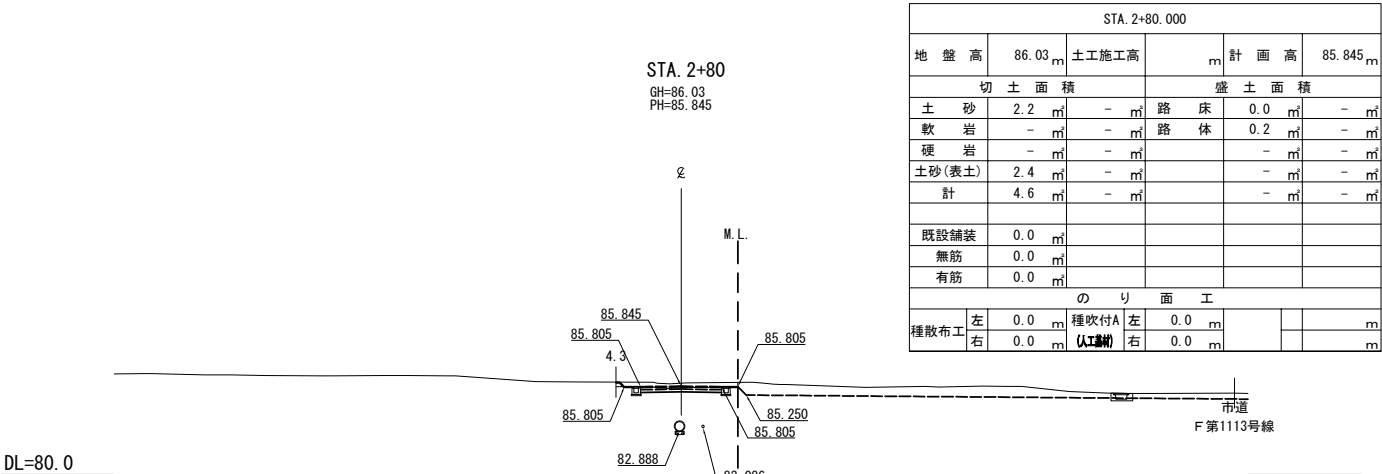 STA. 2+80.000
地 盤 高 86.03 m 土工施工高 m 計 画 高 85.845 m
切 土 面 積 盛 土 面 積
土 砂 2.2 ㎡ - ㎡ 路 床 0.0 ㎡ - ㎡
軟 岩 - ㎡ - ㎡ 路 体 0.2 ㎡ - ㎡
硬 岩 - ㎡ - ㎡ - ㎡ - ㎡
土砂(表土) 2.4 ㎡ - ㎡ - ㎡ - ㎡
計 4.6 ㎡ - ㎡ - ㎡ - ㎡
既設舗装 0.0 ㎡
無筋 0.0 ㎡
有筋 0.0 ㎡
の り 面 工
種散布工 左 0.0 m 種吹付A 左 0.0 m m
右 0.0 m (人工基材) 右 0.0 m m
STA. 2+80
GH=86.03
PH=85.845
℄
M. L.
85.845
85.805
85.805
4.3
85.805
85.250
85.805
市道
F第1113号線
82.888
DL=80.0